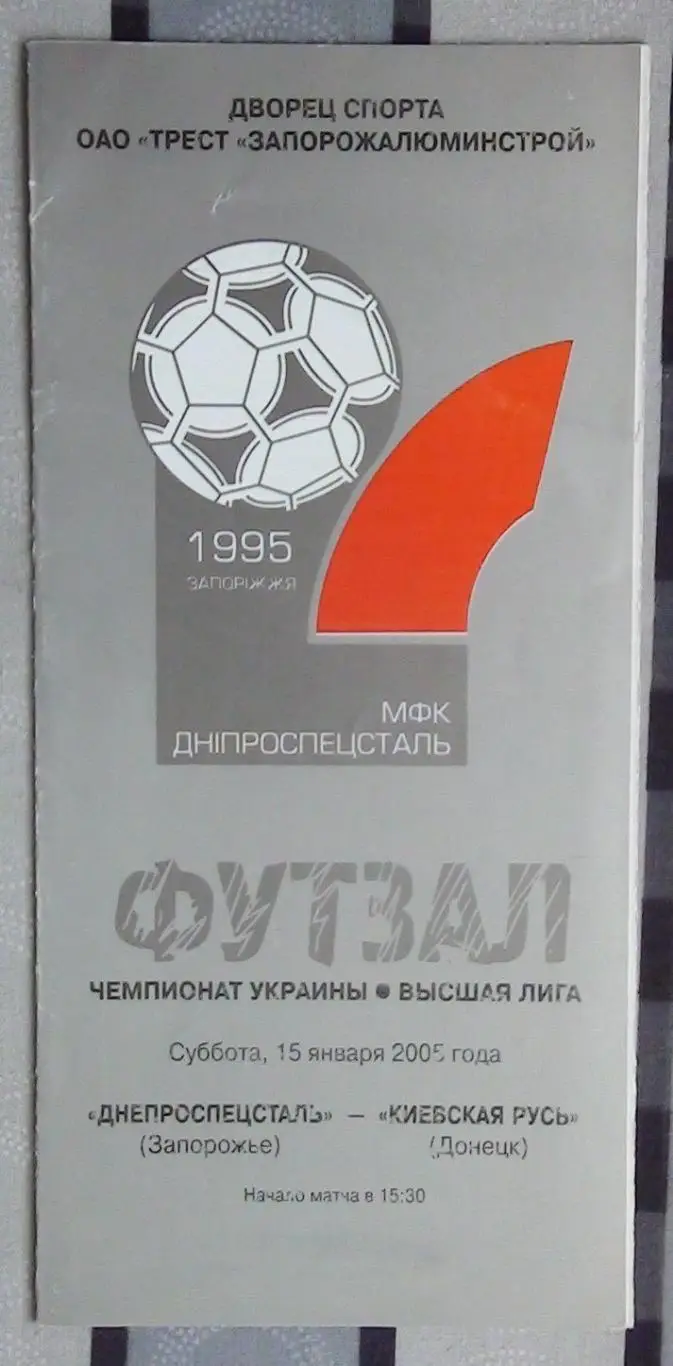 ДВОРЕЦ СПОРТА
ОАО «ТРЕСТ «ЗАПОРОЖАЛЮМИНСТРОЙ»
1995
ЗАПОРІЖЖЯ
МФК
ДНІПРОСПЕЦСТАЛЬ
ФУТЗАЛ
ЧЕМПИОНАТ УКРАИНЫ ● ВЫСШАЯ ЛИГА
Суббота, 15 января 2005 года
«ДНЕПРОСПЕЦСТАЛЬ» – «КИЕВСКАЯ РУСЬ»
(Запорожье) (Донецк)
Начало матча в 15:30